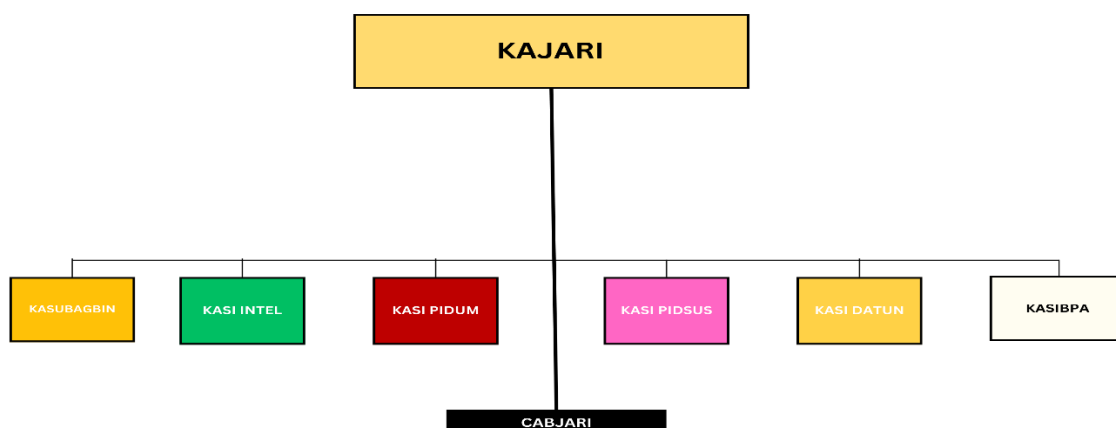 KAJARI
KASUBAGBIN
KASI INTEL
KASI PIDUM
KASI PIDSUS
KASI DATUN
KASIBPA
CABJARI